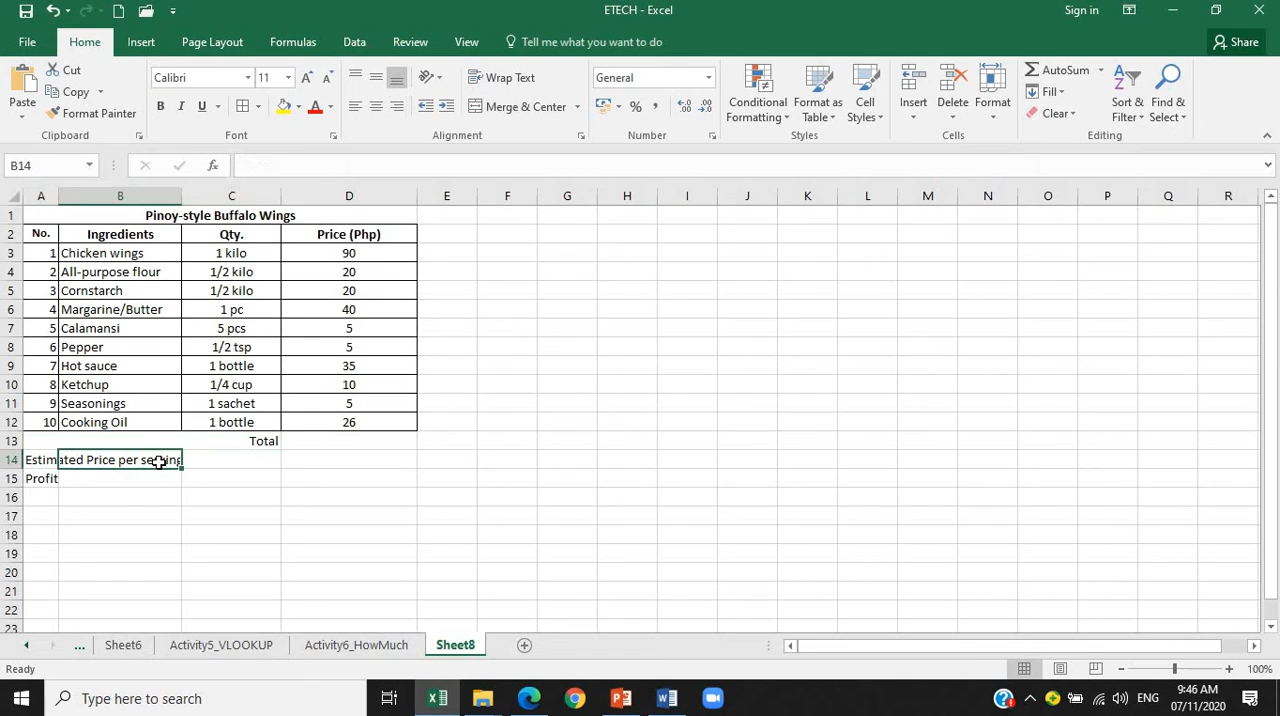 ETECH - Excel
Sign in
File Home Insert Page Layout Formulas Data Review View Tell me what you want to do Share
Paste
Cut
Copy
Format Painter
Clipboard
Calibri 11
B I U
Font
Wrap Text
Merge & Center
Alignment
General
Number
Conditional Formatting
Format as Table
Cell Styles
Styles
Insert Delete Format
Cells
AutoSum
Fill
Clear
Sort & Filter
Find & Select
Editing
B14 fx
A B C D E F G H I J K L M N O P Q R
1 Pinoy-style Buffalo Wings
2 No. Ingredients Qty. Price (Php)
3 1 Chicken wings 1 kilo 90
4 2 All-purpose flour 1/2 kilo 20
5 3 Cornstarch 1/2 kilo 20
6 4 Margarine/Butter 1 pc 40
7 5 Calamansi 5 pcs 5
8 6 Pepper 1/2 tsp 5
9 7 Hot sauce 1 bottle 35
10 8 Ketchup 1/4 cup 10
11 9 Seasonings 1 sachet 5
12 10 Cooking Oil 1 bottle 26
13 Total
14 Estimated Price per serving
15 Profit
16
17
18
19
20
21
22
23
... Sheet6 Activity5_VLOOKUP Activity6_HowMuch Sheet8
Ready 100%
Type here to search
ENG
9:46 AM
07/11/2020